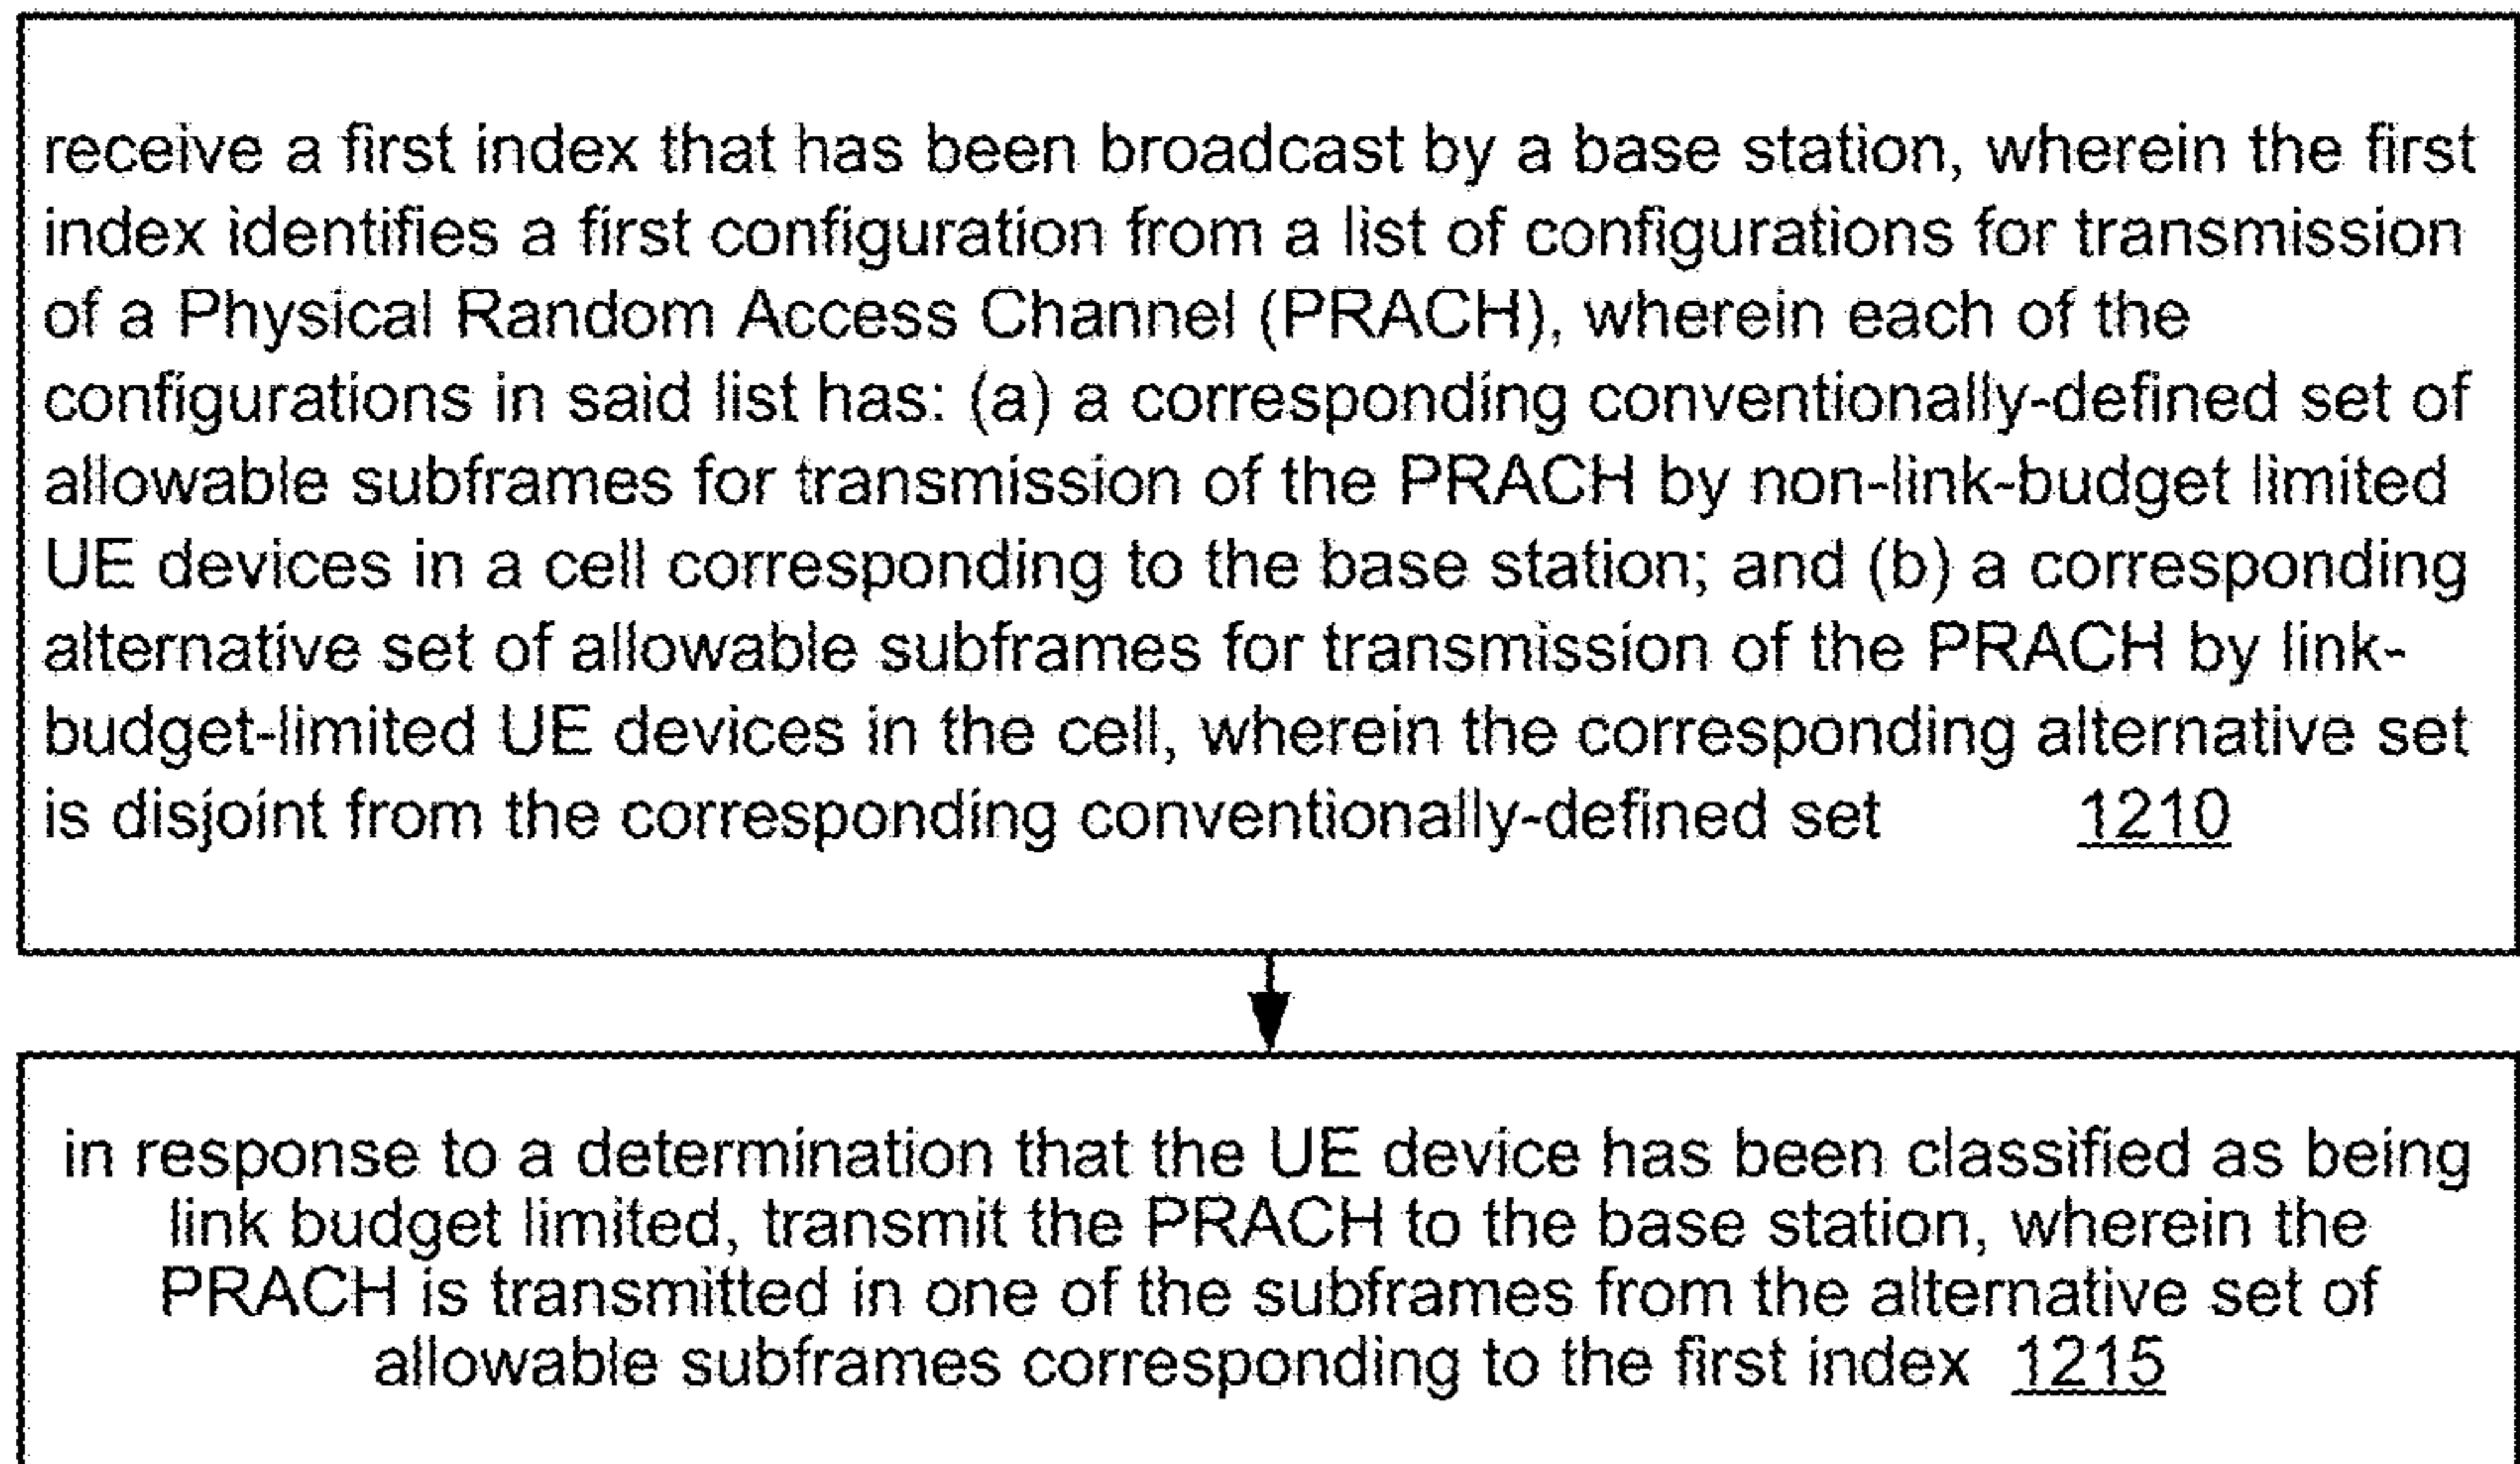 receive a first index that has been broadcast by a base station, wherein the first
index identifies a first configuration from a list of configurations for transmission
of a Physical Random Access Channel (PRACH), wherein each of the
configurations in said list has: (a) a corresponding conventionally-defined set of
allowable subframes for transmission of the PRACH by non-link-budget limited
UE devices in a cell corresponding to the base station; and (b) a corresponding
alternative set of allowable subframes for transmission of the PRACH by link-
budget-limited UE devices in the cell, wherein the corresponding alternative set
is disjoint from the corresponding conventionally-defined set 1210
in response to a determination that the UE device has been classified as being
link budget limited, transmit the PRACH to the base station, wherein the
PRACH is transmitted in one of the subframes from the alternative set of
allowable subframes corresponding to the first index 1215